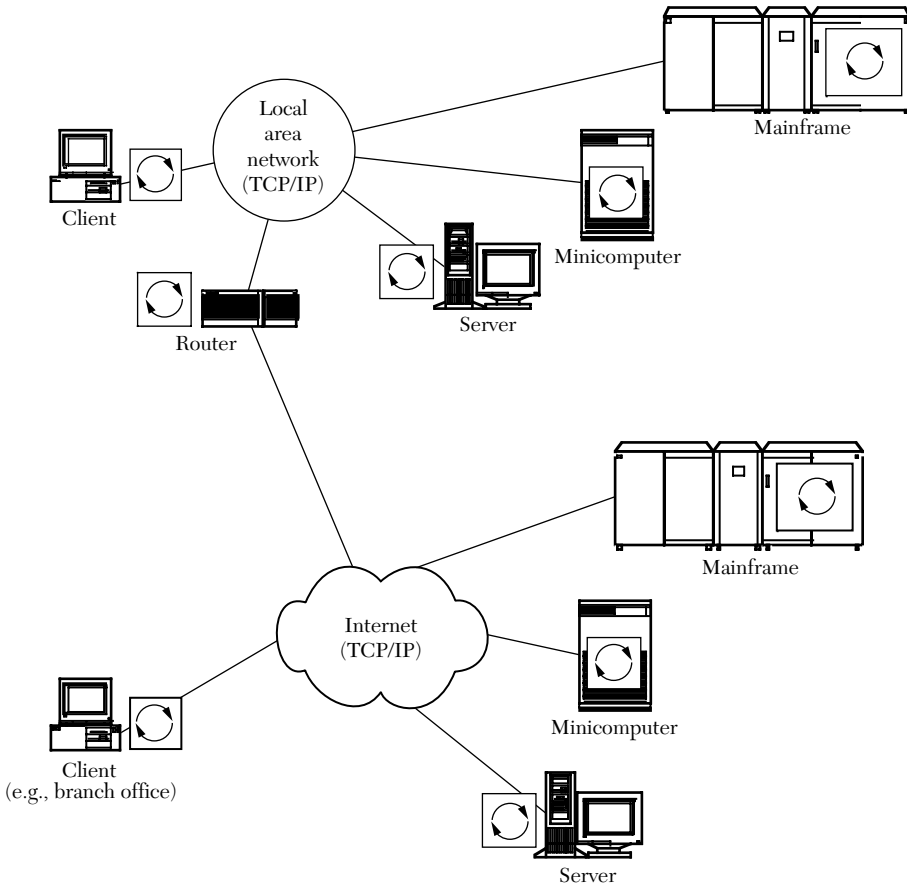 Local
area
network
(TCP/IP)
Mainframe
Client
Minicomputer
Server
Router
Mainframe
Internet
(TCP/IP)
Minicomputer
Client
(e.g., branch office)
Server